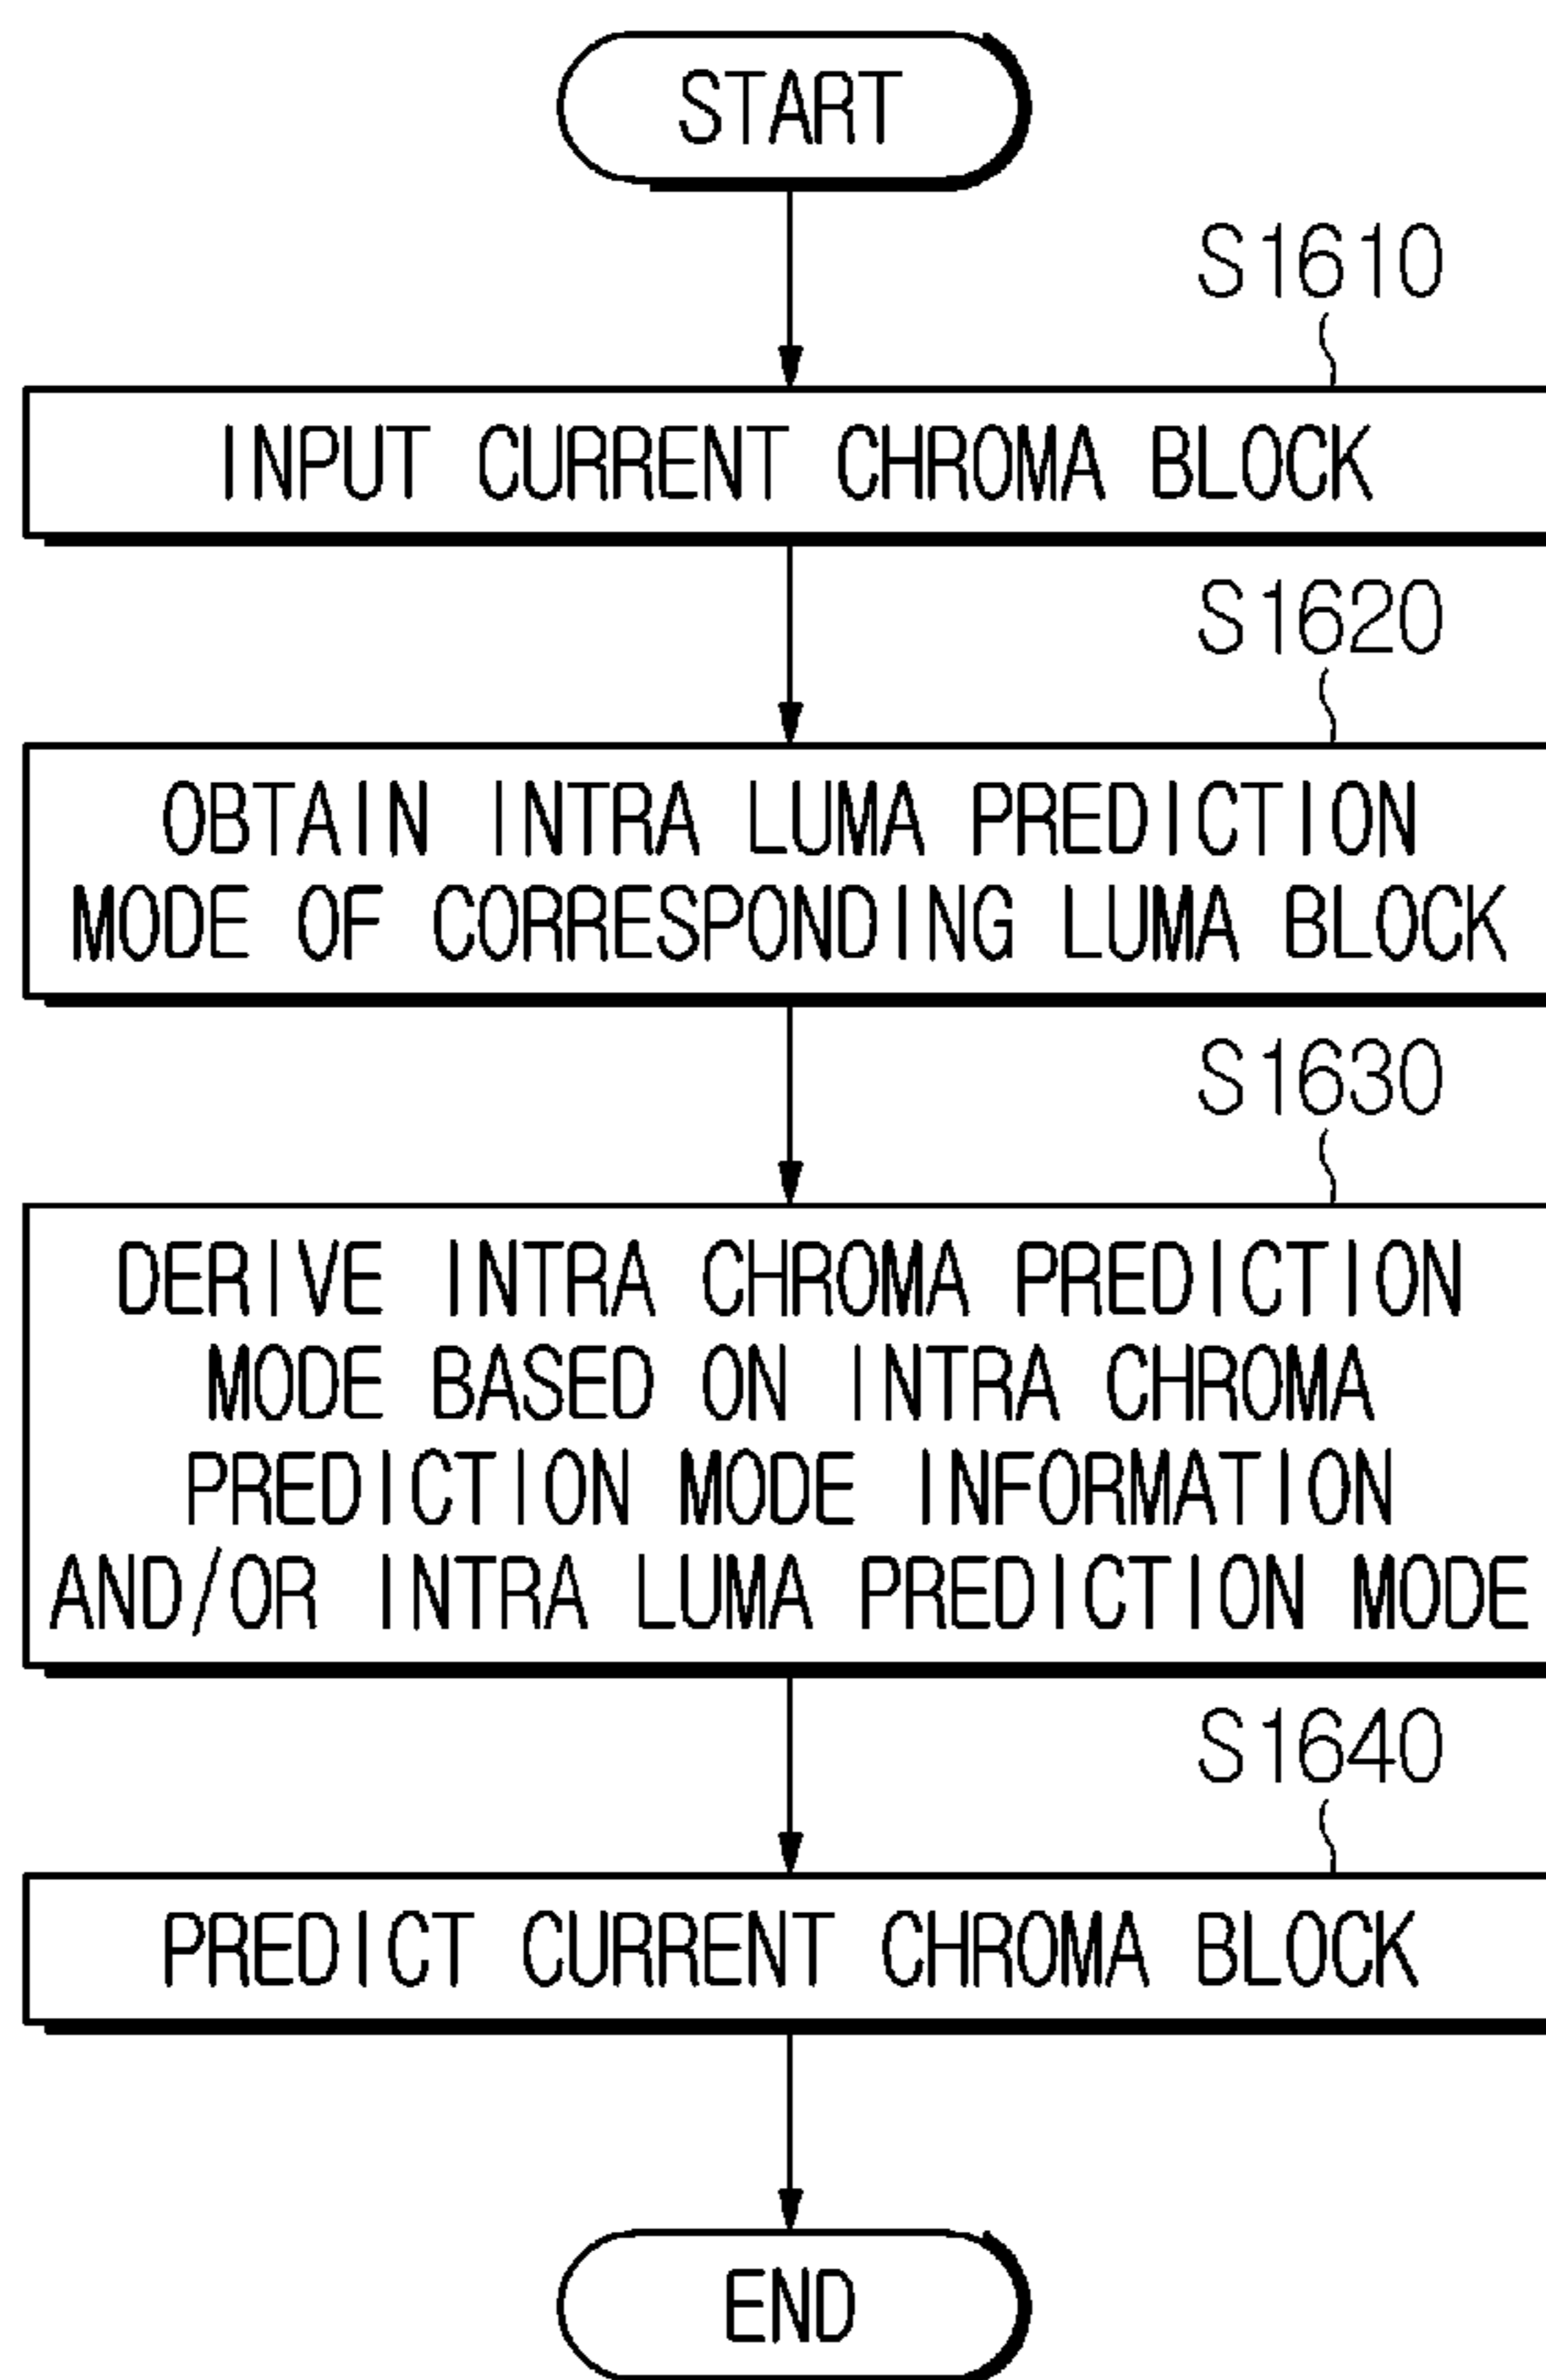 START
S1610
INPUT CURRENT CHROMA BLOCK
S1620
OBTAIN INTRA LUMA PREDICTION
MODE OF CORRESPONDING LUMA BLOCK
S1630
DERIVE INTRA CHROMA PREDICTION
MODE BASED ON INTRA CHROMA
PREDICTION MODE INFORMATION
AND/OR INTRA LUMA PREDICTION MODE
S1640
PREDICT CURRENT CHROMA BLOCK
END